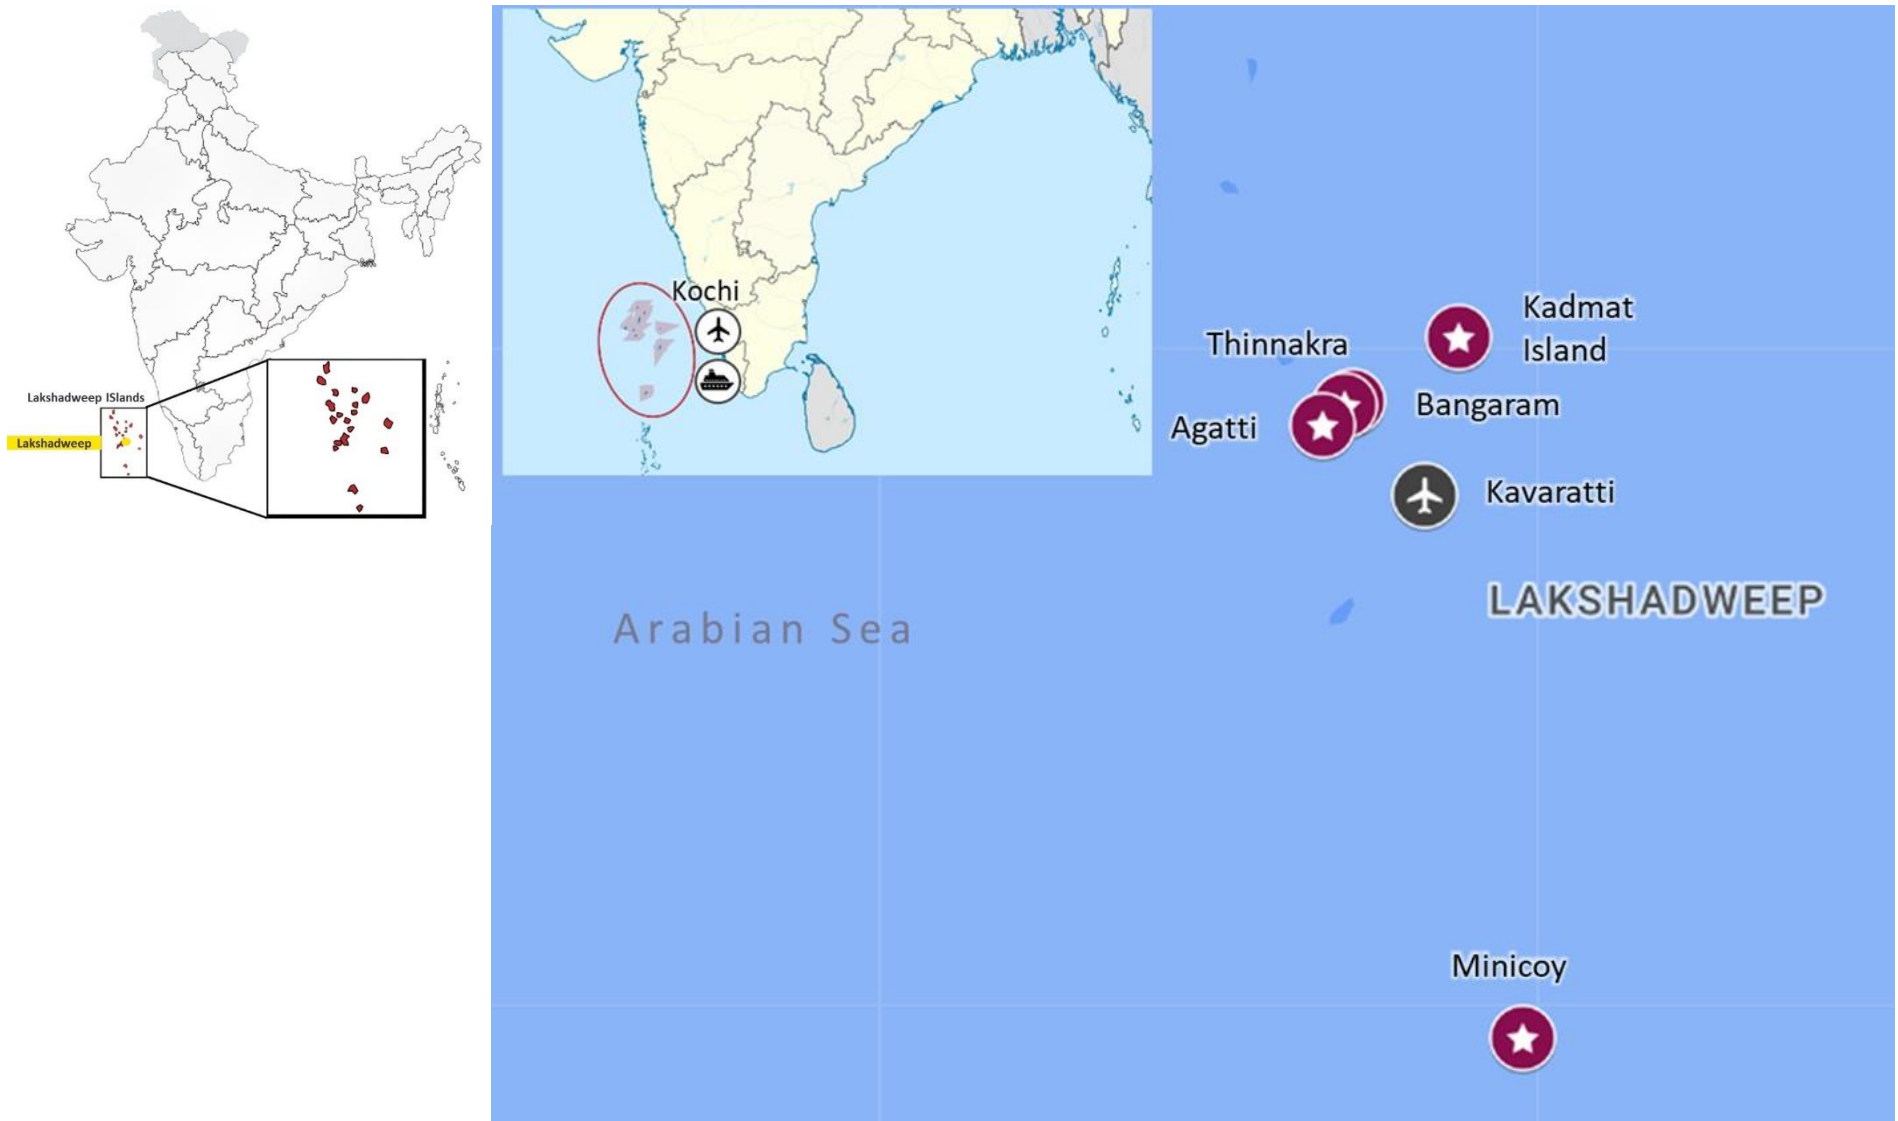 Lakshadweep ISlands
Lakshadweep
Kochi
Kadmat
Island
Thinnakra
Bangaram
Agatti
Kavaratti
LAKSHADWEEP
Arabian Sea
Minicoy